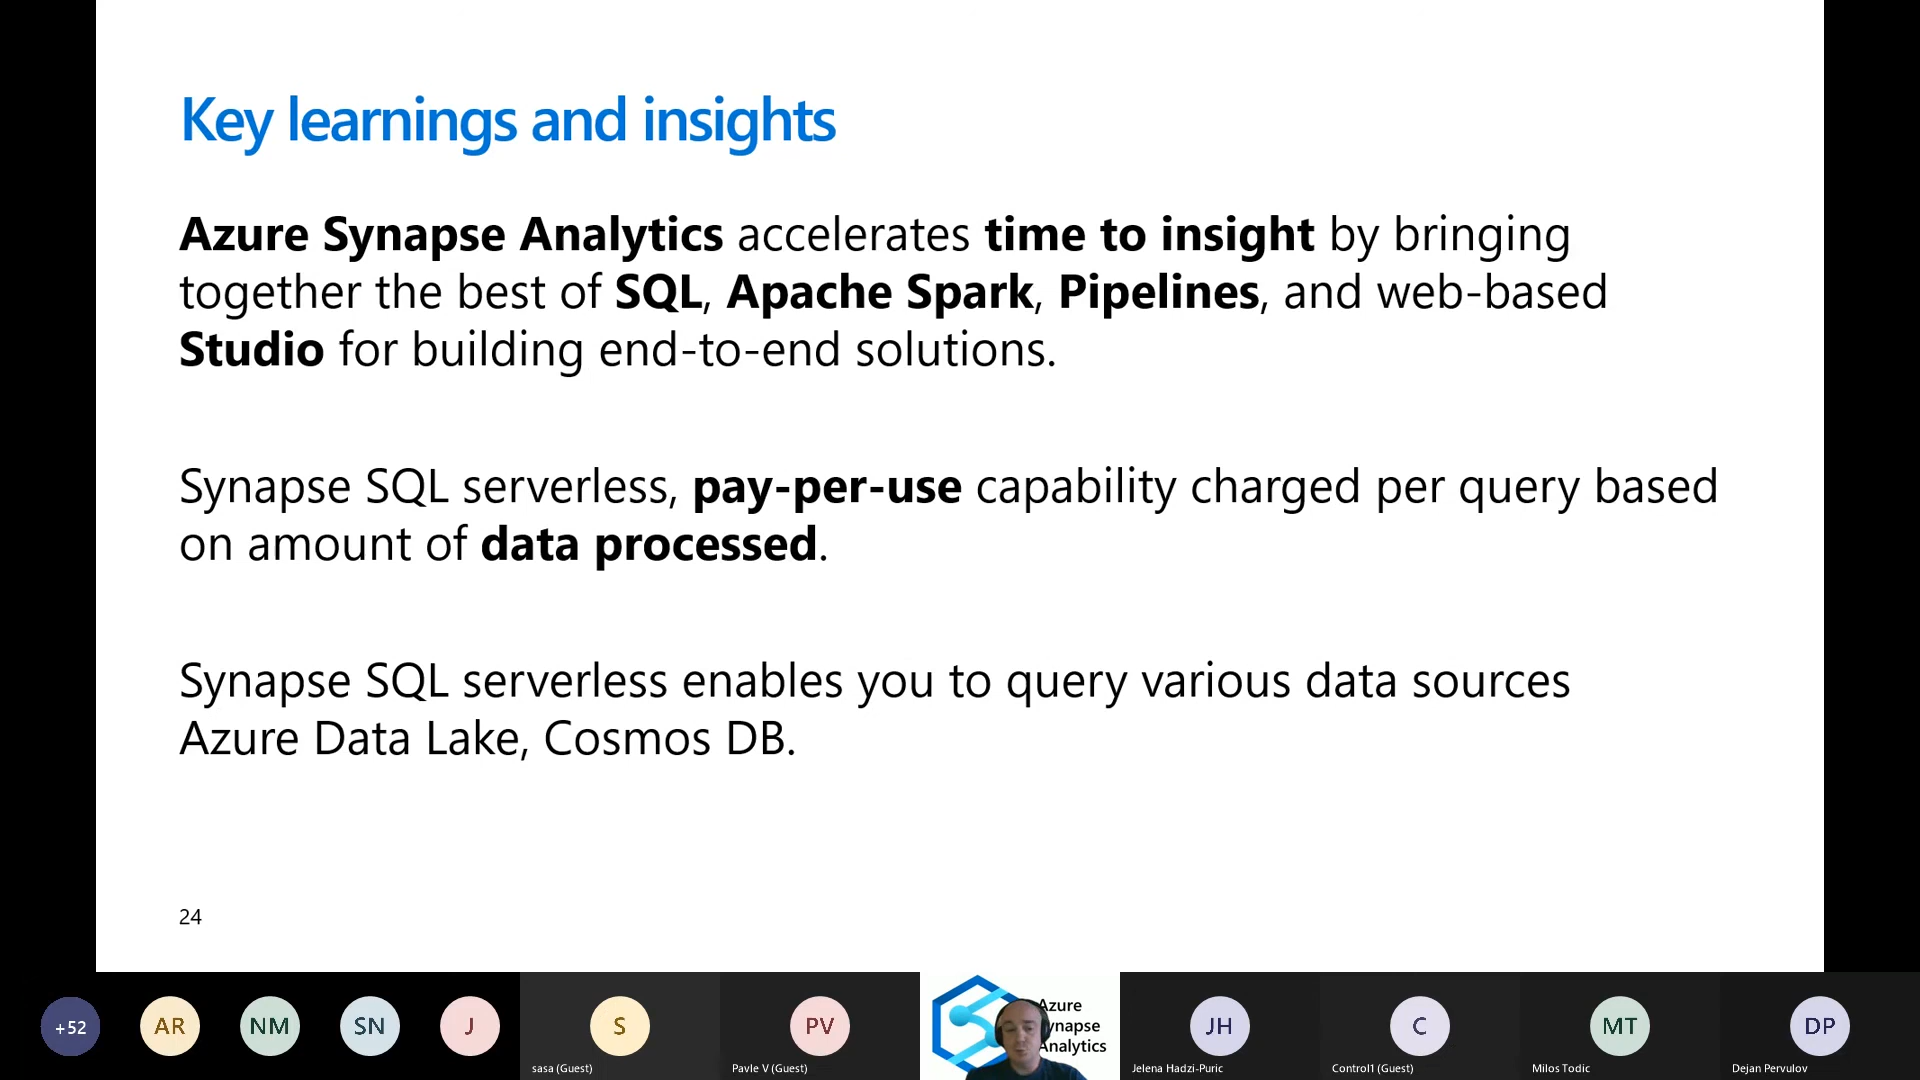 Key learnings and insights
Azure Synapse Analytics accelerates time to insight by bringing
together the best of SQL, Apache Spark, Pipelines, and web-based
Studio for building end-to-end solutions.
Synapse SQL serverless, pay-per-use capability charged per query based
on amount of data processed.
Synapse SQL serverless enables you to query various data sources
Azure Data Lake, Cosmos DB.
24
+52
AR
NM
SN
J
S
sasa (Guest)
PV
Pavle V (Guest)
Azure
ynapse
Analytics
JH
Jelena Hadzi-Puric
C
Control1 (Guest)
MT
Milos Todic
DP
Dejan Pervulov